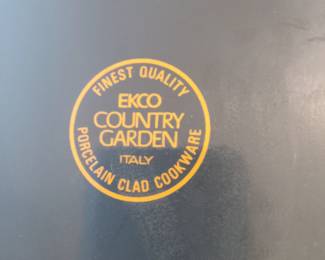 FINEST QUALITY
EKCO
COUNTRY
GARDEN
ITALY
PORCELAIN CLAD COOKWARE